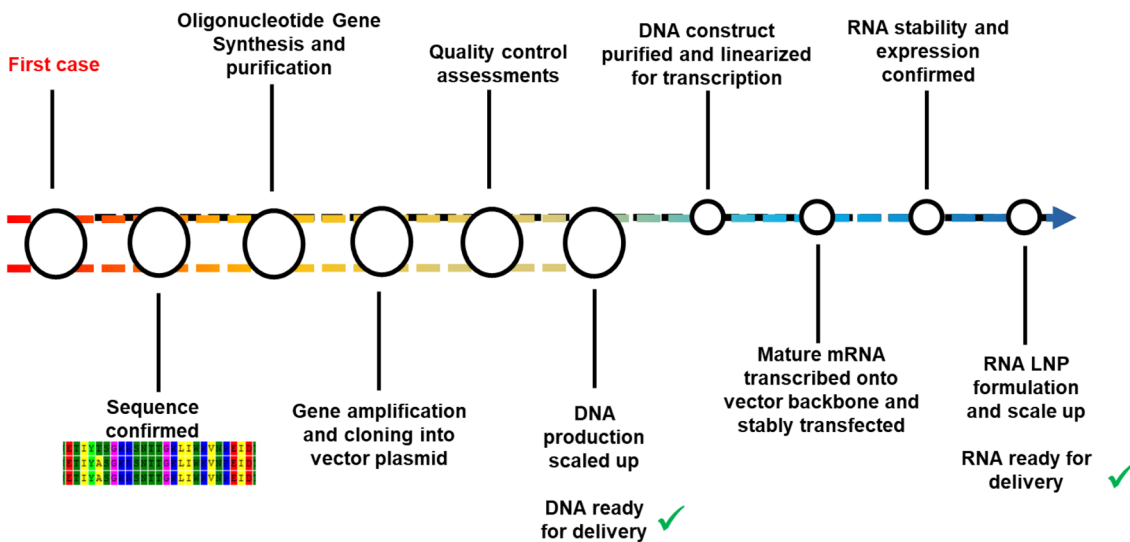 First case
Oligonucleotide Gene
Synthesis and
purification
Quality control
assessments
DNA construct
purified and linearized
for transcription
RNA stability and
expression
confirmed
Sequence
confirmed
Gene amplification
and cloning into
vector plasmid
DNA
production
scaled up
DNA ready
for delivery
Mature mRNA
transcribed onto
vector backbone and
stably transfected
RNA LNP
formulation
and scale up
RNA ready for
delivery